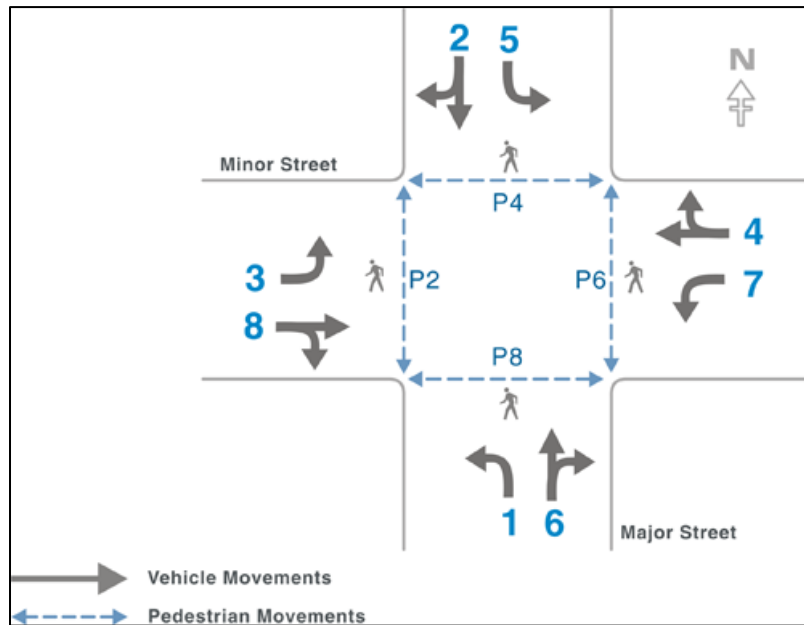 2 5
N
Minor Street
P4
4
3
P2
P6
7
8
P8
1 6
Major Street
Vehicle Movements
Pedestrian Movements